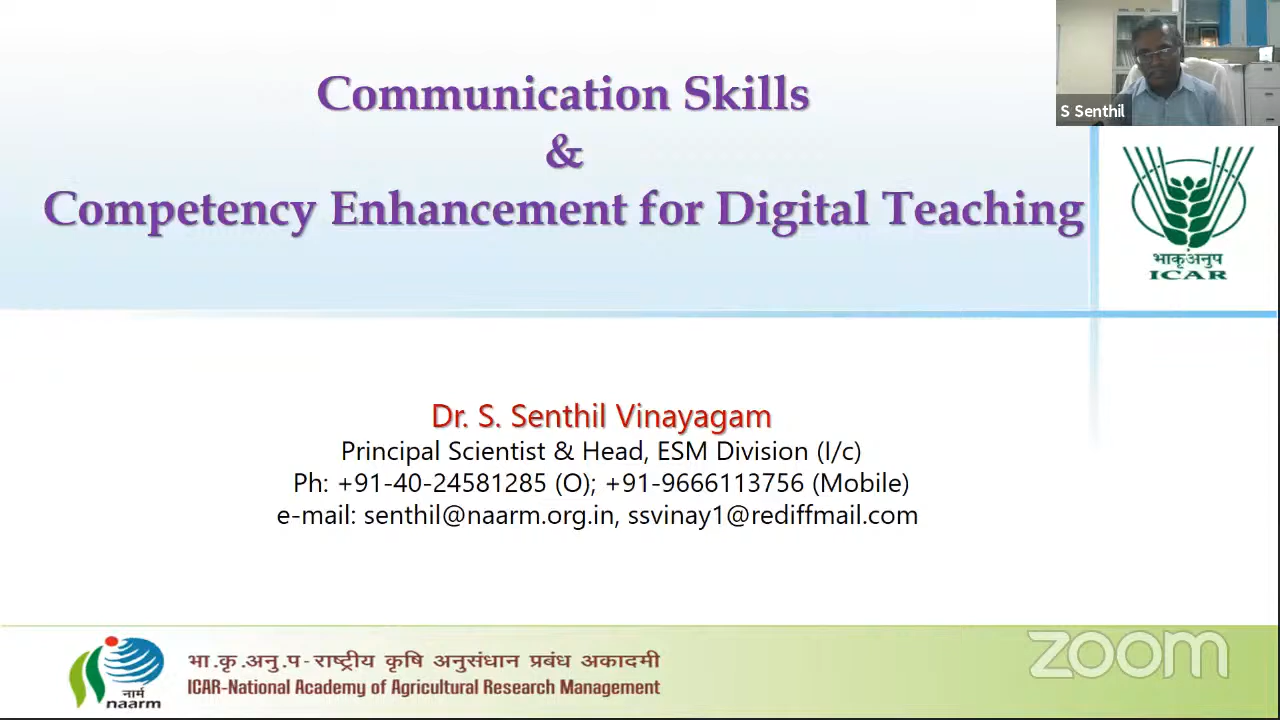 Communication Skills
&
Competency Enhancement for Digital Teaching
S Senthil
भाकृअनुप
ICAR
Dr. S. Senthil Vinayagam
Principal Scientist & Head, ESM Division (I/c)
Ph: +91-40-24581285 (O); +91-9666113756 (Mobile)
e-mail: senthil@naarm.org.in, ssvinay1@rediffmail.com
नार्म
naarm
भा.कृ.अनु.प-राष्ट्रीय कृषि अनुसंधान प्रबंध अकादमी
ICAR-National Academy of Agricultural Research Management
zoom